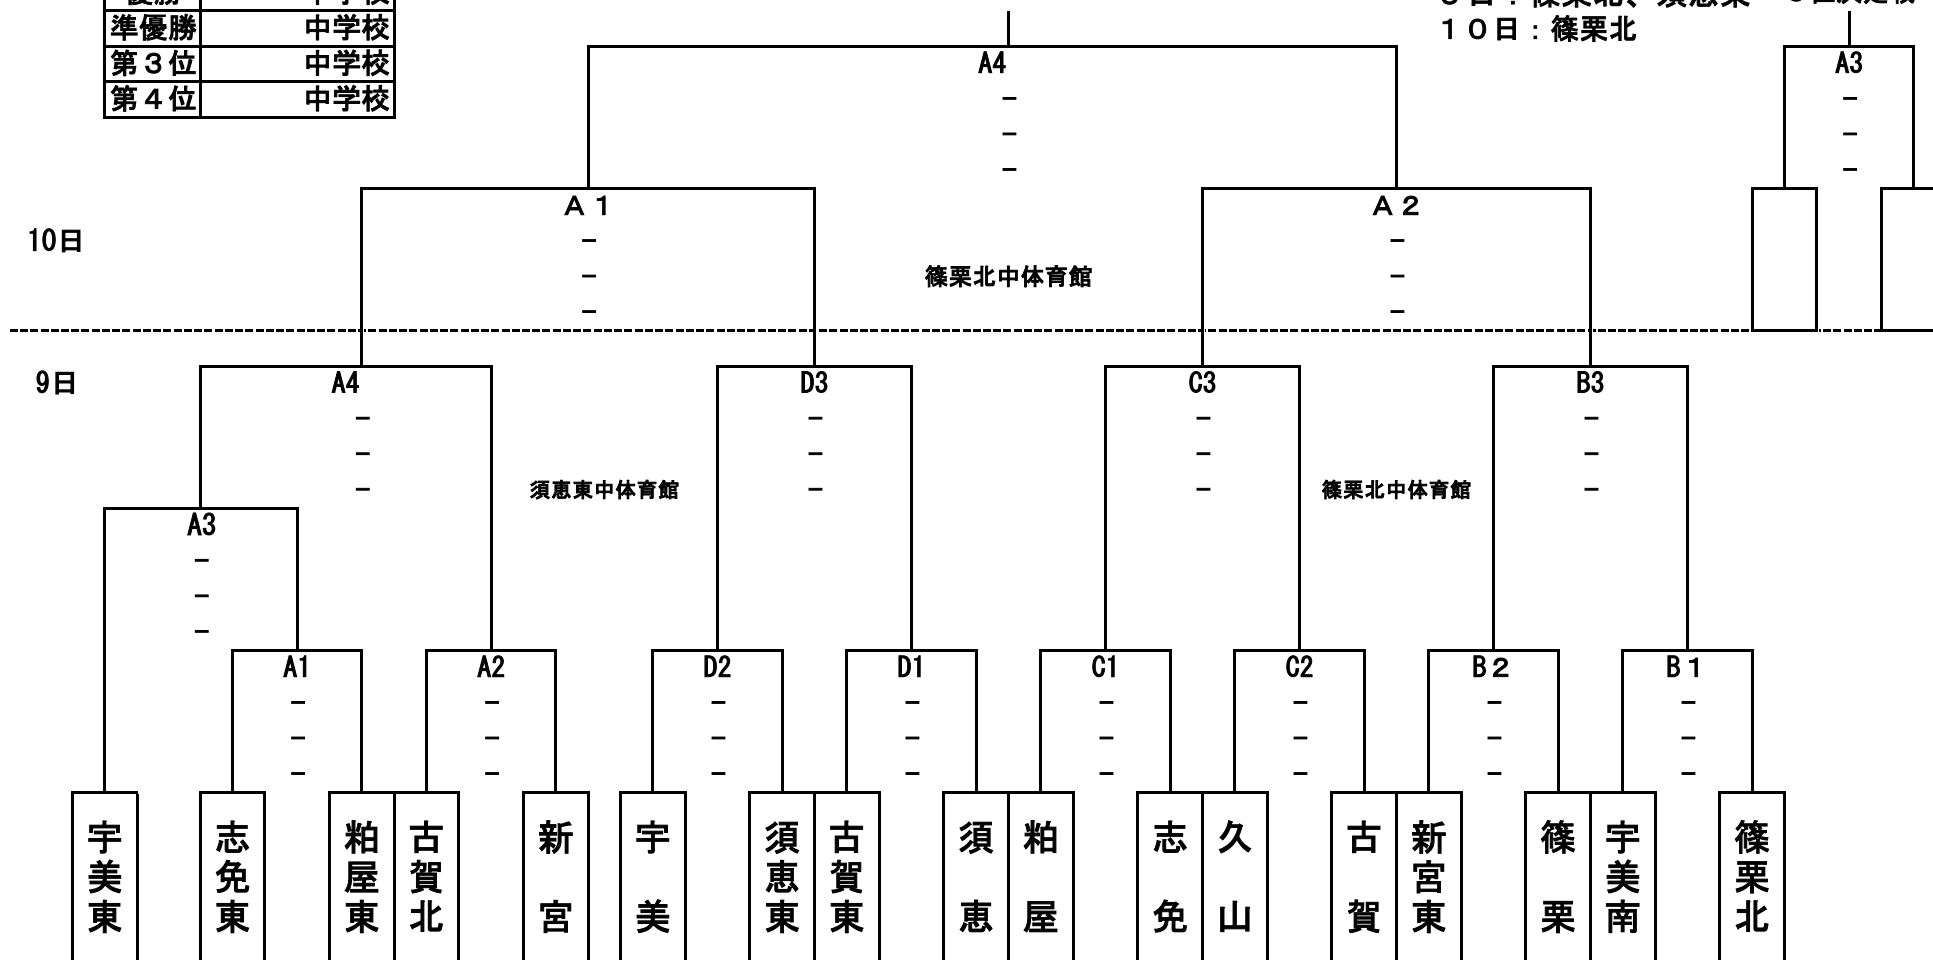 準優勝 中学校
第３位 中学校
第４位 中学校
１０日：篠栗北
A4
－
－
－
A3
－
－
－
Ａ１
－
－
－
Ａ２
－
－
－
10日
篠栗北中体育館
9日
A4
－
－
－
D3
－
－
－
C3
－
－
－
B3
－
－
－
須恵東中体育館
篠栗北中体育館
A3
－
－
－
A1
－
－
－
A2
－
－
－
D2
－
－
－
D1
－
－
－
C1
－
－
－
C2
－
－
－
B２
－
－
－
B１
－
－
－
宇美東
志免東
粕屋東
古賀北
新宮
宇美
須恵東
古賀東
須恵
粕屋
志免
久山
古賀
新宮東
篠栗
宇美南
篠栗北